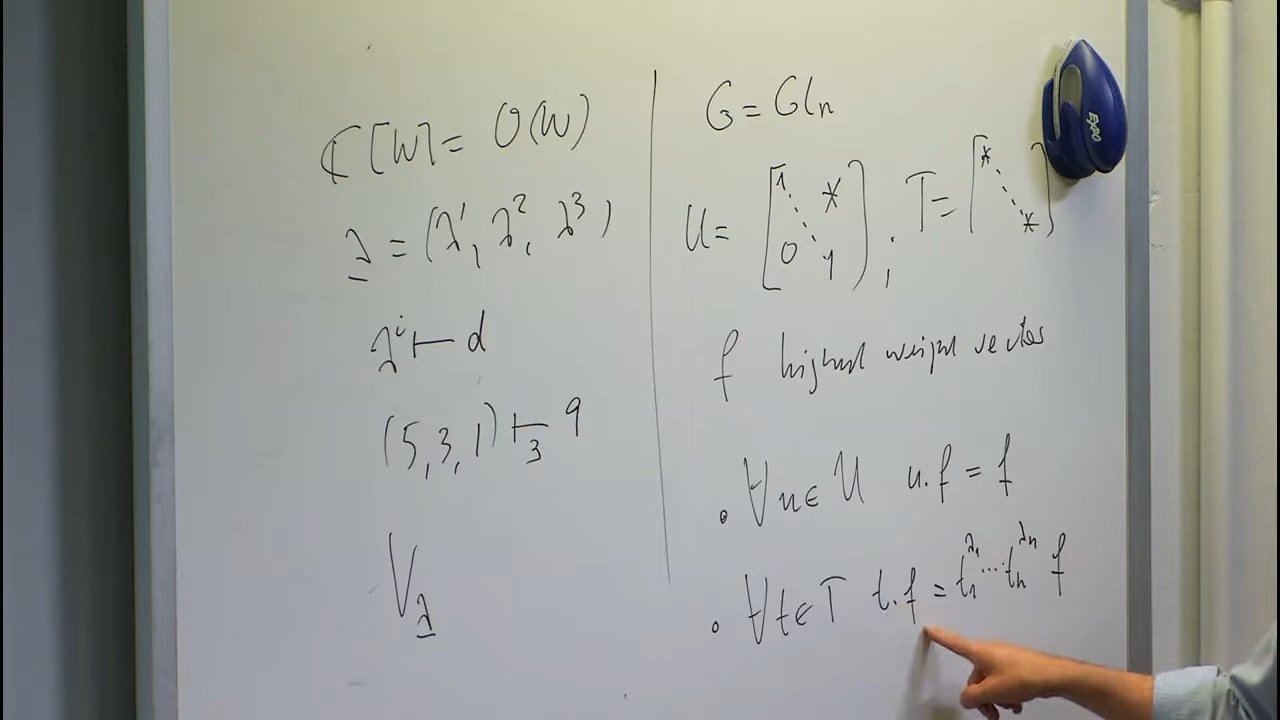 ℂ[W] = O(W)
λ = (λ¹, λ², λ³)
λⁱ ⊢ d
(5, 3, 1) ⊢₃ 9
V_λ
G = Gl_n
U = [1 * 0 1] ; T = [* *]
f highest weight vector
• ∀u ∈ U u.f = f
• ∀t ∈ T t.f = t₁^λ₁ ... t_n^λn f
EXPO